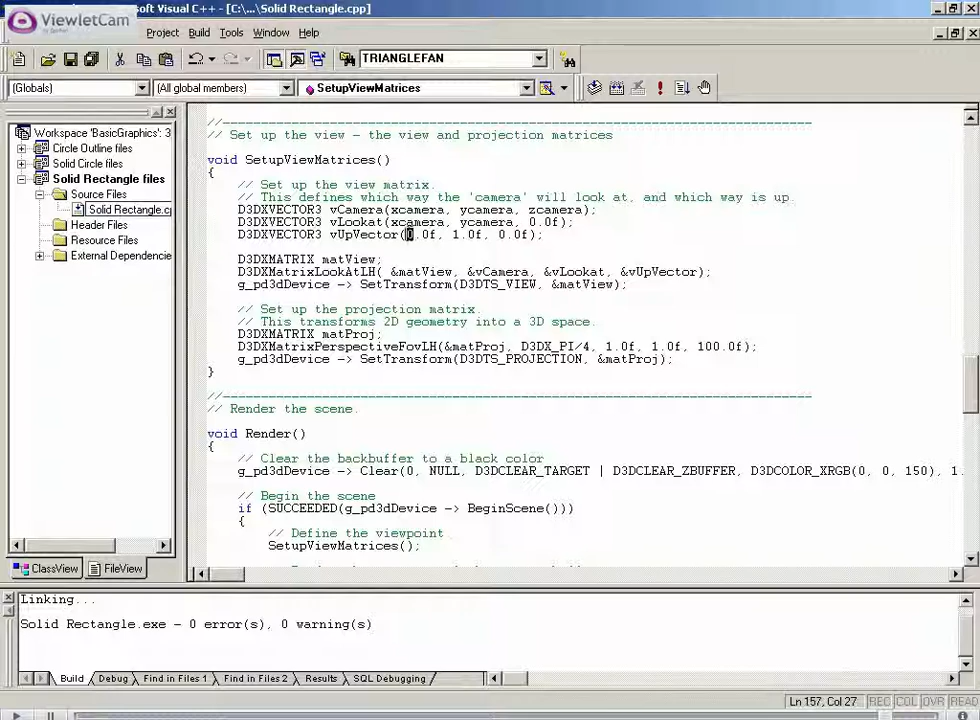 ViewletCam
soft Visual C++ - [C:\...\Solid Rectangle.cpp]
Project Build Tools Window Help
TRIANGLEFAN
(Globals) (All global members) SetupViewMatrices
Workspace 'BasicGraphics': 3
Circle Outline files
Solid Circle files
Solid Rectangle files
Source Files
Solid Rectangle.c
Header Files
Resource Files
External Dependencies
ClassView FileView
//------------------------------------------------------------------------------
// Set up the view - the view and projection matrices
void SetupViewMatrices()
{
// Set up the view matrix.
// This defines which way the 'camera' will look at, and which way is up.
D3DXVECTOR3 vCamera(xcamera, ycamera, zcamera);
D3DXVECTOR3 vLookat(xcamera, ycamera, 0.0f);
D3DXVECTOR3 vUpVector(0.0f, 1.0f, 0.0f);
D3DXMATRIX matView;
D3DXMatrixLookAtLH( &matView, &vCamera, &vLookat, &vUpVector);
g_pd3dDevice -> SetTransform(D3DTS_VIEW, &matView);
// Set up the projection matrix.
// This transforms 2D geometry into a 3D space.
D3DXMATRIX matProj;
D3DXMatrixPerspectiveFovLH(&matProj, D3DX_PI/4, 1.0f, 1.0f, 100.0f);
g_pd3dDevice -> SetTransform(D3DTS_PROJECTION, &matProj);
}
//------------------------------------------------------------------------------
// Render the scene.
void Render()
{
// Clear the backbuffer to a black color
g_pd3dDevice -> Clear(0, NULL, D3DCLEAR_TARGET | D3DCLEAR_ZBUFFER, D3DCOLOR_XRGB(0, 0, 150), 1.
// Begin the scene
if (SUCCEEDED(g_pd3dDevice -> BeginScene()))
{
// Define the viewpoint
SetupViewMatrices();
Linking...
Solid Rectangle.exe - 0 error(s), 0 warning(s)
Build Debug Find in Files 1 Find in Files 2 Results SQL Debugging
Ln 157, Col 27 REC COL OVR READ